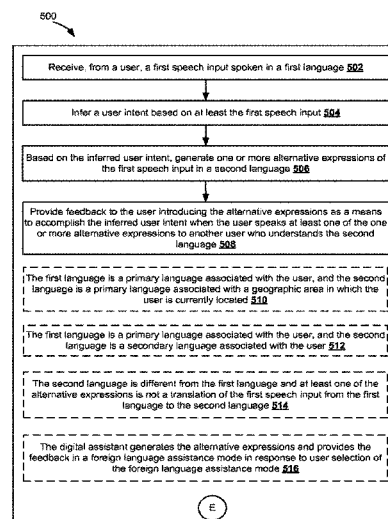 500
Receive, from a user, a first speech input spoken in a first language 502
Infer a user intent based on at least the first speech input 504
Based on the inferred user intent, generate one or more alternative expressions of
the first speech input in a second language 506
Provide feedback to the user introducing the alternative expressions as a means
to accomplish the inferred user intent when the user speaks at least one of the one
or more alternative expressions to another user who understands the second
language 508
The first language is a primary language associated with the user, and the second
language is a primary language associated with a geographic area in which the
user is currently located 510
The first language is a primary language associated with the user, and the second
language is a secondary language associated with the user 512
The second language is different from the first language and at least one of the
alternative expressions is not a translation of the first speech input from the first
language to the second language 514
The digital assistant generates the alternative expressions and provides the
feedback in a foreign language assistance mode in response to user selection of
the foreign language assistance mode 516
E